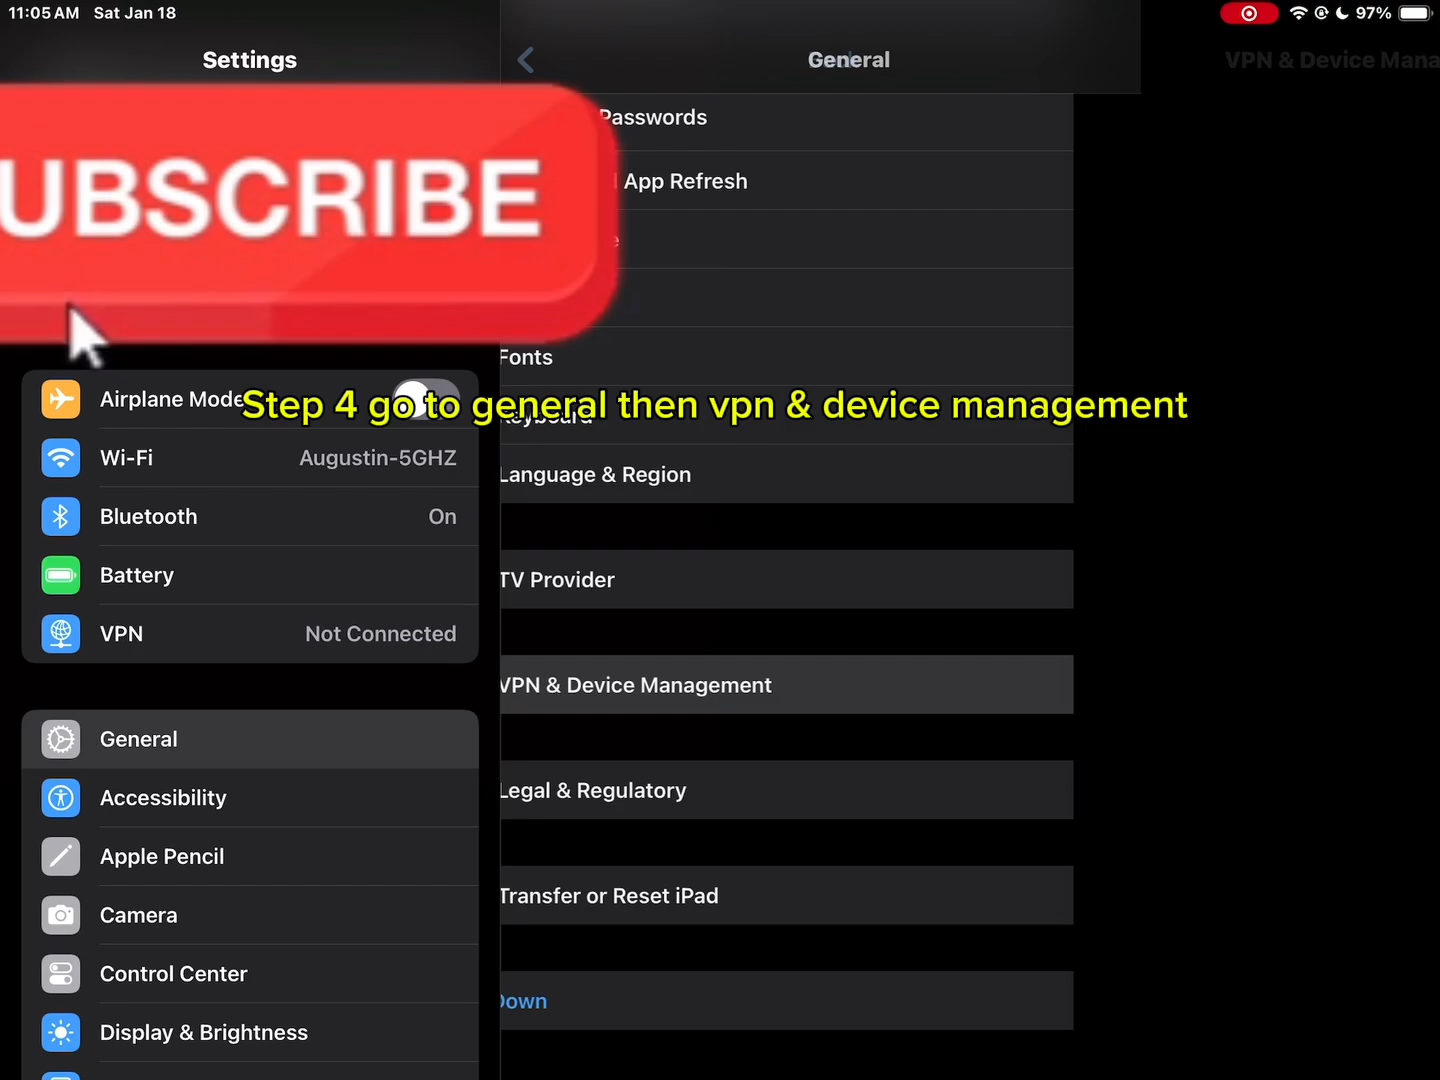 11:05 AM Sat Jan 18
97%
Settings
General
VPN & Device Mana
UBSCRIBE
Passwords
App Refresh
Fonts
Keyboard
Language & Region
TV Provider
VPN & Device Management
Legal & Regulatory
Transfer or Reset iPad
Down
Step 4 go to general then vpn & device management
Airplane Mode
Wi-Fi Augustin-5GHZ
Bluetooth On
Battery
VPN Not Connected
General
Accessibility
Apple Pencil
Camera
Control Center
Display & Brightness